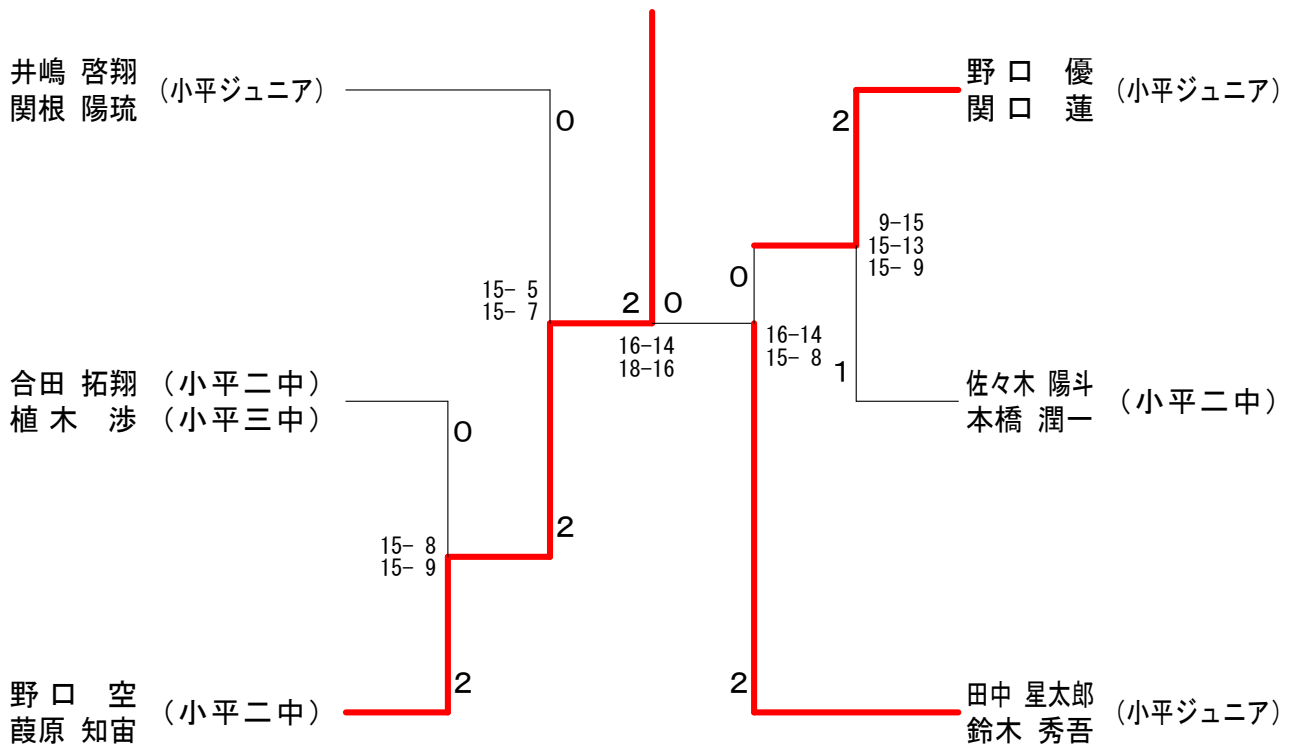 井嶋 啓翔
関根 陽琉
(小平ジュニア)
0
15- 5
15- 7
合田 拓翔 (小平二中)
植木 渉 (小平三中)
0
15- 8
15- 9
2
野口 空
葭原 知宙
(小平二中)
2
2 0
16-14
18-16
野口 優
関口 蓮
(小平ジュニア)
2
9-15
15-13
15- 9
0
16-14
15- 8
1
佐々木 陽斗
本橋 潤一
(小平二中)
2
田中 星太郎
鈴木 秀吾
(小平ジュニア)